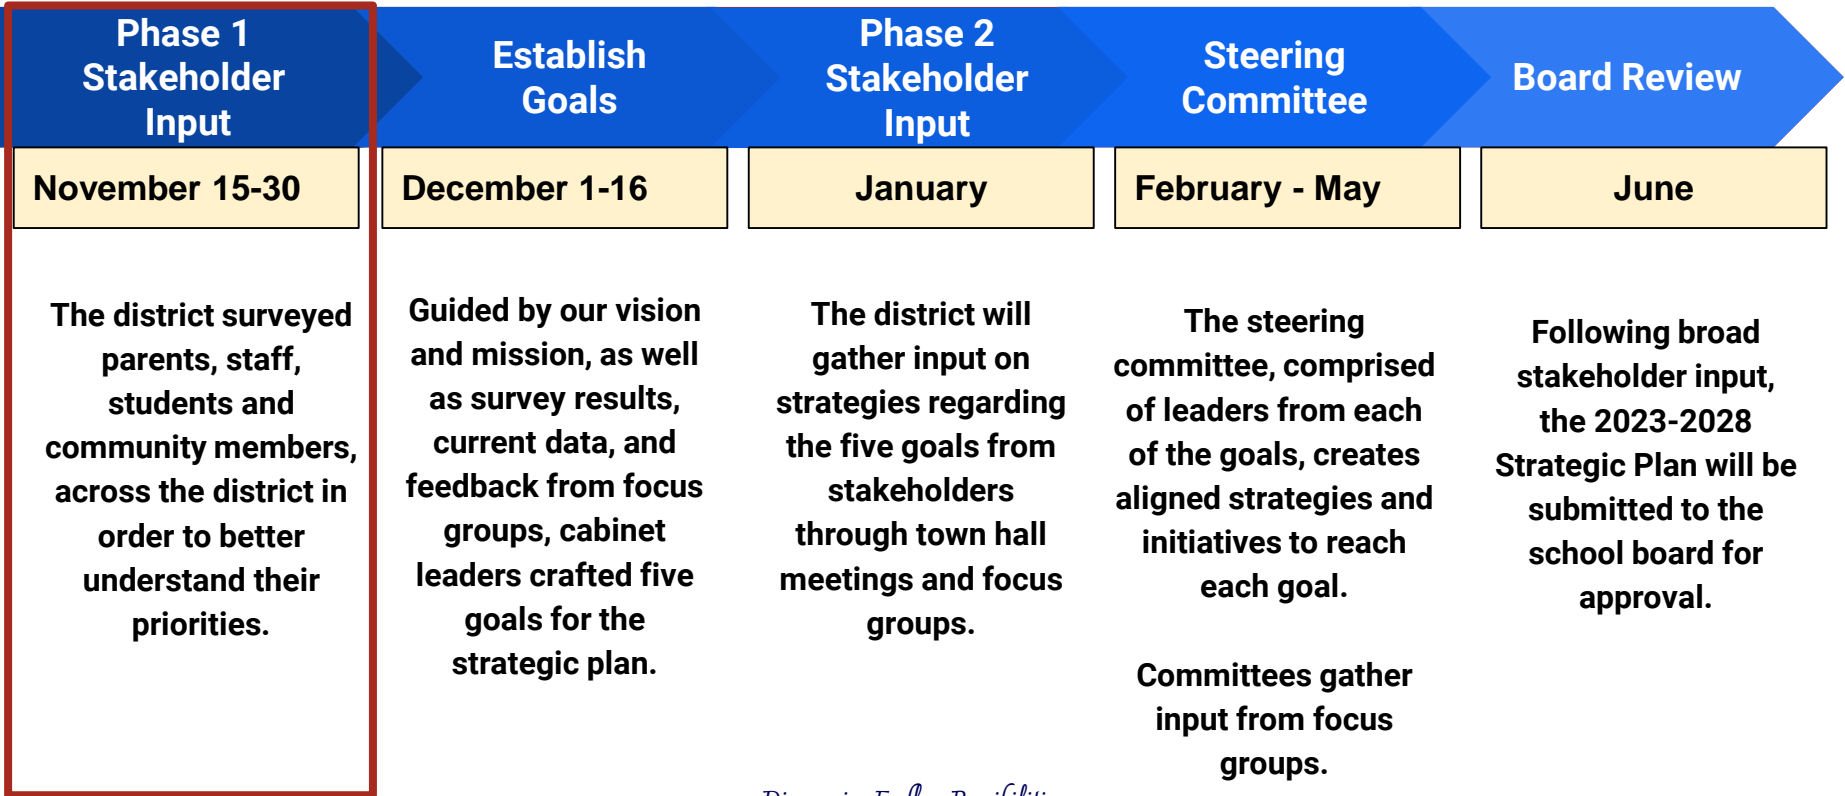 Phase 1
Stakeholder
Input
Establish
Goals
Phase 2
Stakeholder
Input
Steering
Committee
Board Review
November 15-30
December 1-16
January
February - May
June
The district surveyed
parents, staff,
students and
community members,
across the district in
order to better
understand their
priorities.
Guided by our vision
and mission, as well
as survey results,
current data, and
feedback from focus
groups, cabinet
leaders crafted five
goals for the
strategic plan.
The district will
gather input on
strategies regarding
the five goals from
stakeholders
through town hall
meetings and focus
groups.
The steering
committee, comprised
of leaders from each
of the goals, creates
aligned strategies and
initiatives to reach
each goal.
Committees gather
input from focus
groups.
Following broad
stakeholder input,
the 2023-2028
Strategic Plan will be
submitted to the
school board for
approval.